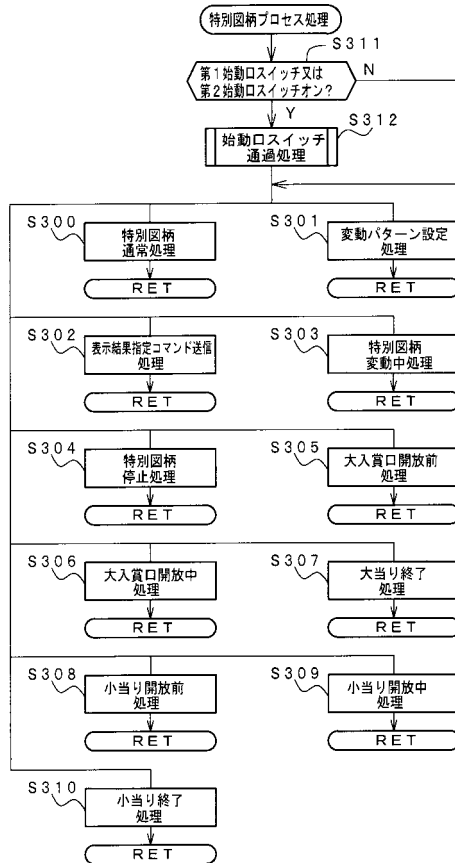 特別図柄プロセス処理
S311
第1始動口スイッチ又は
第2始動口スイッチオン?
N
Y
S312
始動口スイッチ
通過処理
S300
特別図柄
通常処理
RET
S301
変動パターン設定
処理
RET
S302
表示結果指定コマンド送信
処理
RET
S303
特別図柄
変動中処理
RET
S304
特別図柄
停止処理
RET
S305
大入賞口開放前
処理
RET
S306
大入賞口開放中
処理
RET
S307
大当り終了
処理
RET
S308
小当り開放前
処理
RET
S309
小当り開放中
処理
RET
S310
小当り終了
処理
RET